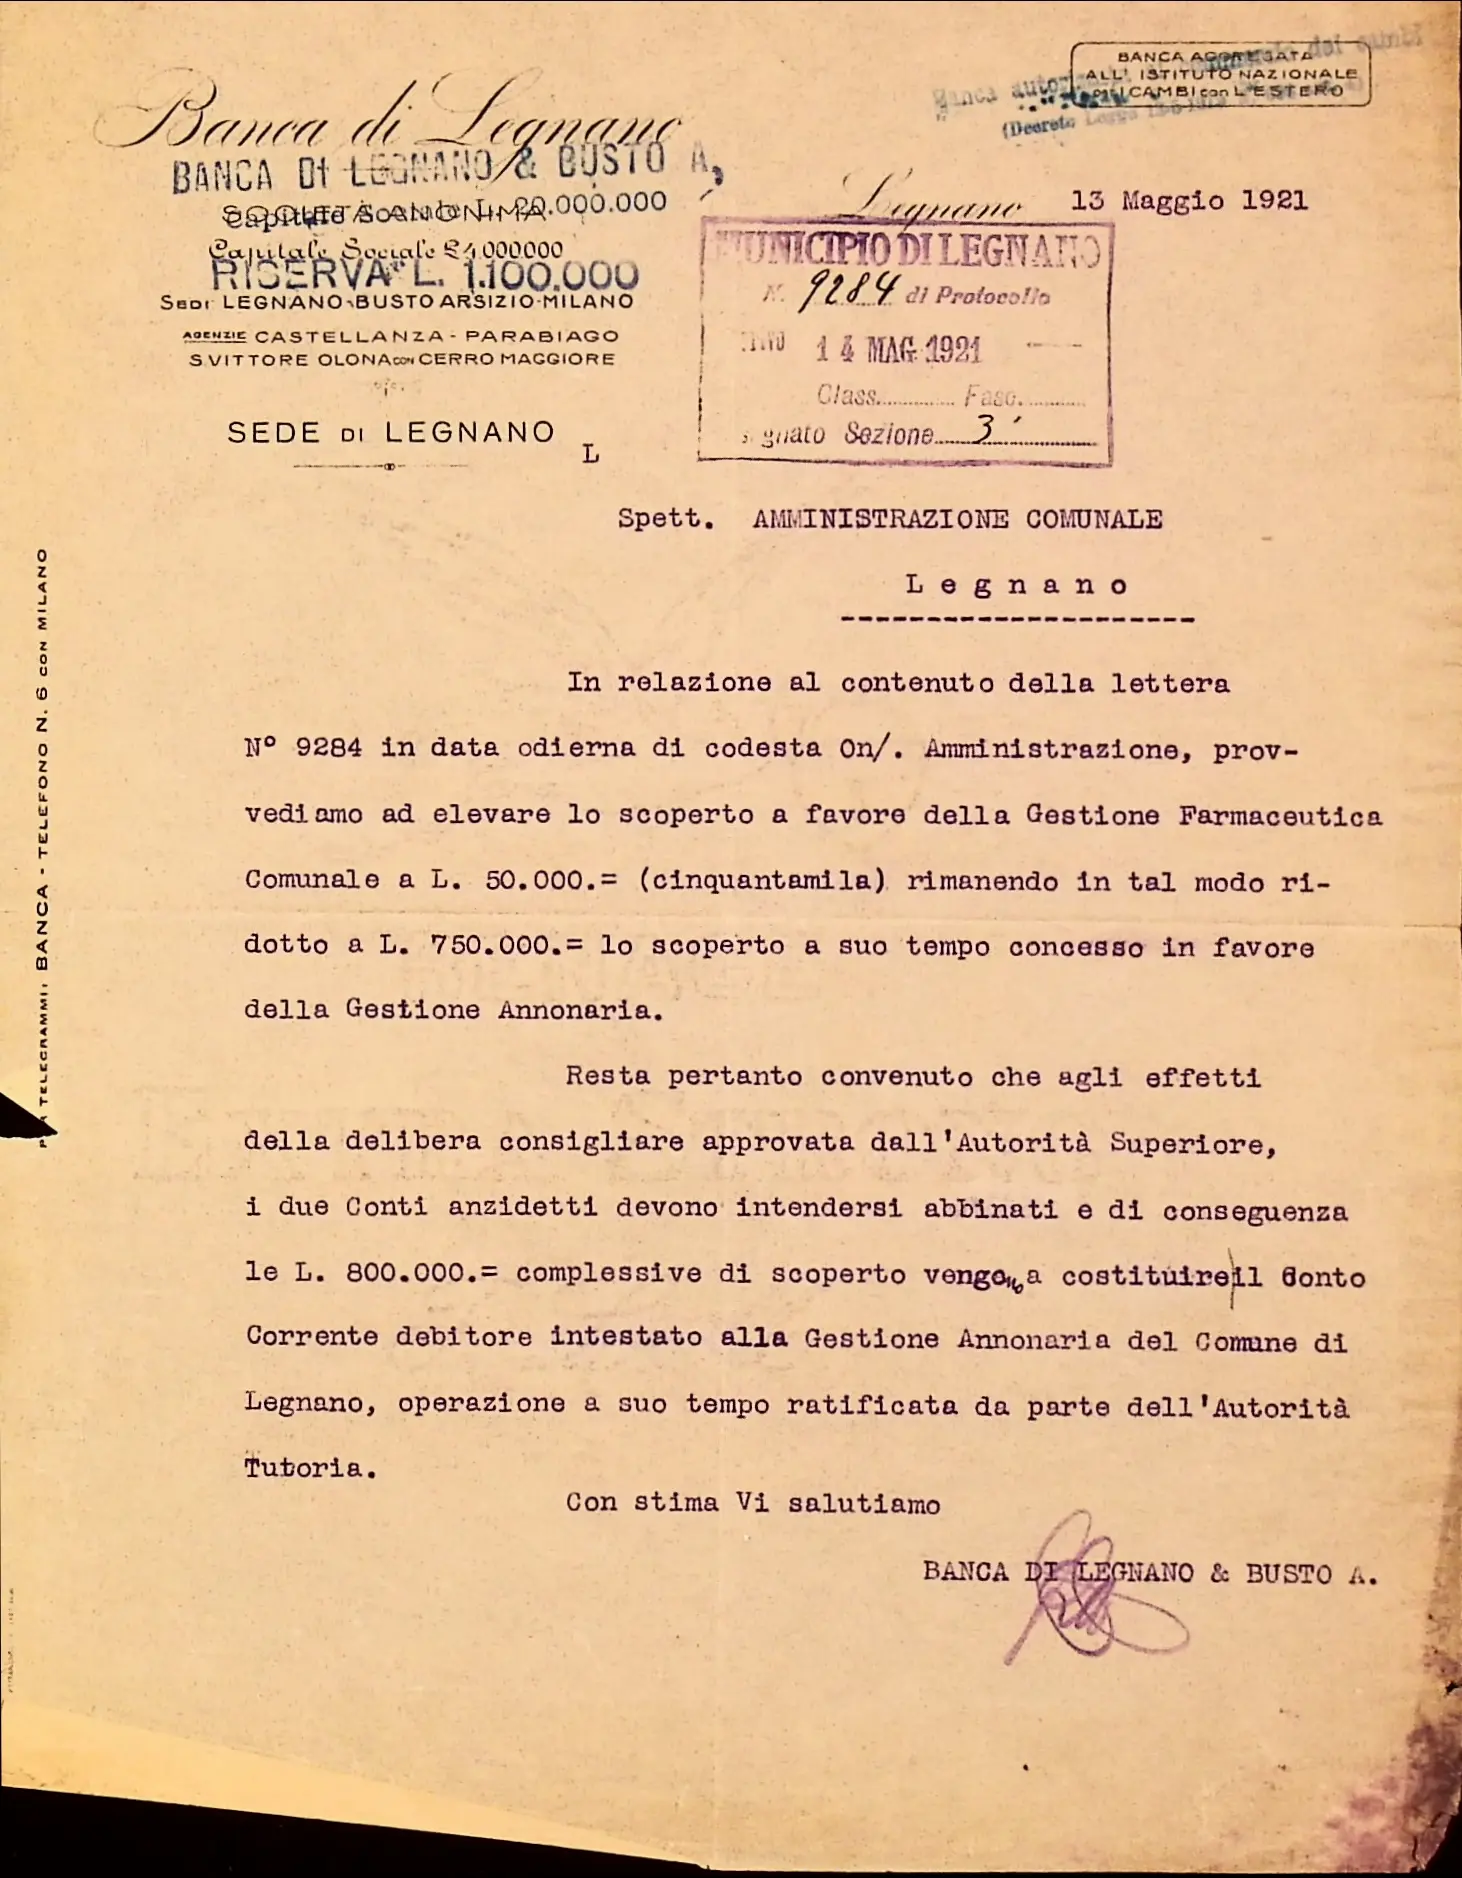 BANCA AGGREGATA
ALL' ISTITUTO NAZIONALE
PER I CAMBI con L'ESTERO
Banca di Legnano
BANCA DI LEGNANO & BUSTO A,
SOCIETÀ ANONIMA
Capitale Sociale L. 20.000.000
Capitale Sociale £ 4.000000
RISERVA L. 1.100.000
SEDI LEGNANO-BUSTO ARSIZIO-MILANO
AGENZIE CASTELLANZA - PARABIAGO
S.VITTORE OLONA CON CERRO MAGGIORE
SEDE DI LEGNANO
L
Legnano 13 Maggio 1921
MUNICIPIO DI LEGNANO
N. 9284 di Protocollo
14 MAG. 1921
Class. Fasc.
Sezione 3
Spett. AMMINISTRAZIONE COMUNALE
Legnano
In relazione al contenuto della lettera
N° 9284 in data odierna di codesta On/. Amministrazione, prov-
vediamo ad elevare lo scoperto a favore della Gestione Farmaceutica
Comunale a L. 50.000.= (cinquantamila) rimanendo in tal modo ri-
dotto a L. 750.000.= lo scoperto a suo tempo concesso in favore
della Gestione Annonaria.
Resta pertanto convenuto che agli effetti
della delibera consigliare approvata dall'Autorità Superiore,
i due Conti anzidetti devono intendersi abbinati e di conseguenza
le L. 800.000.= complessive di scoperto vengono a costituire il Conto
Corrente debitore intestato alla Gestione Annonaria del Comune di
Legnano, operazione a suo tempo ratificata da parte dell'Autorità
Tutoria.
Con stima Vi salutiamo
BANCA DI LEGNANO & BUSTO A.
TELEGRAMMI: BANCA - TELEFONO N. 6 CON MILANO